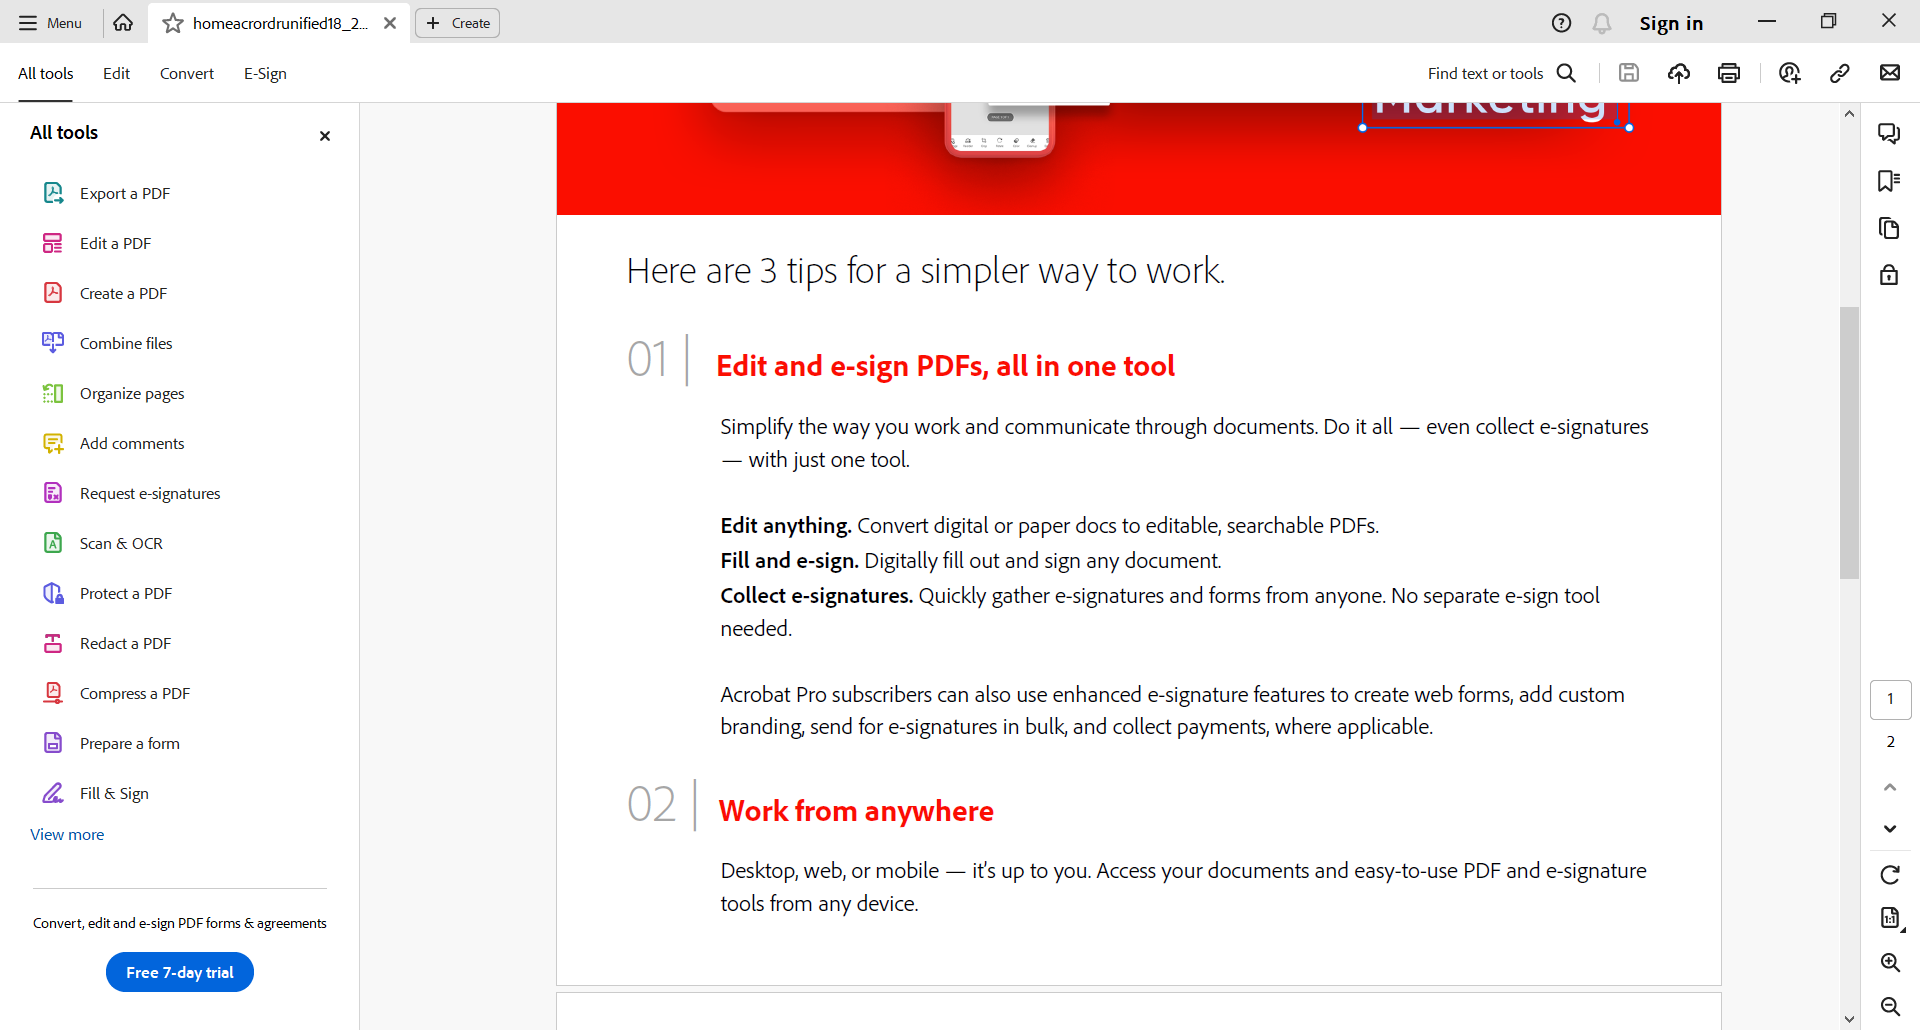 Menu
homeacrordrunified18_2...
Create
Sign in
All tools
Edit
Convert
E-Sign
Find text or tools
All tools
Export a PDF
Edit a PDF
Create a PDF
Combine files
Organize pages
Add comments
Request e-signatures
Scan & OCR
Protect a PDF
Redact a PDF
Compress a PDF
Prepare a form
Fill & Sign
View more
Convert, edit and e-sign PDF forms & agreements
Free 7-day trial
Marketing
Here are 3 tips for a simpler way to work.
01
Edit and e-sign PDFs, all in one tool
Simplify the way you work and communicate through documents. Do it all — even collect e-signatures
— with just one tool.
Edit anything. Convert digital or paper docs to editable, searchable PDFs.
Fill and e-sign. Digitally fill out and sign any document.
Collect e-signatures. Quickly gather e-signatures and forms from anyone. No separate e-sign tool
needed.
Acrobat Pro subscribers can also use enhanced e-signature features to create web forms, add custom
branding, send for e-signatures in bulk, and collect payments, where applicable.
02
Work from anywhere
Desktop, web, or mobile — it’s up to you. Access your documents and easy-to-use PDF and e-signature
tools from any device.
1
2
1:1